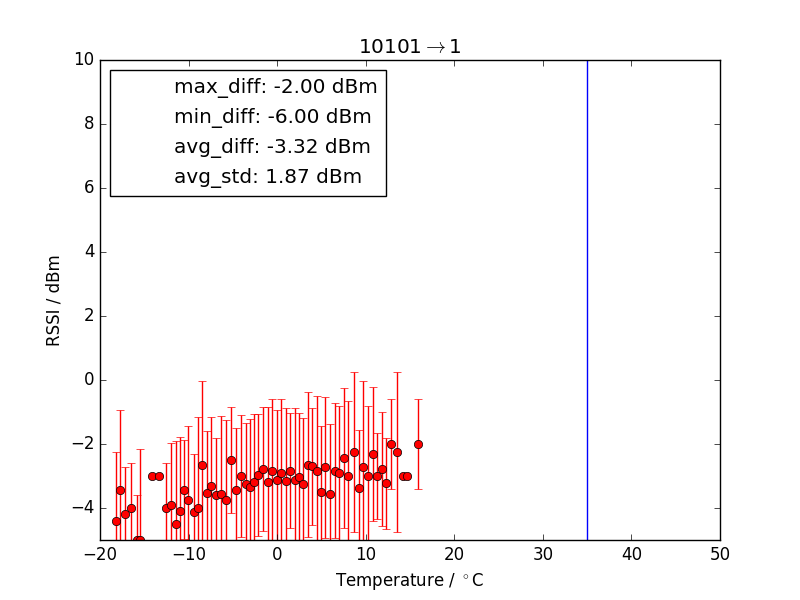 10101→1
max_diff: -2.00 dBm
min_diff: -6.00 dBm
avg_diff: -3.32 dBm
avg_std: 1.87 dBm
RSSI / dBm
10
8
6
4
2
0
−2
−4
−20 −10 0 10 20 30 40 50
Temperature / °C